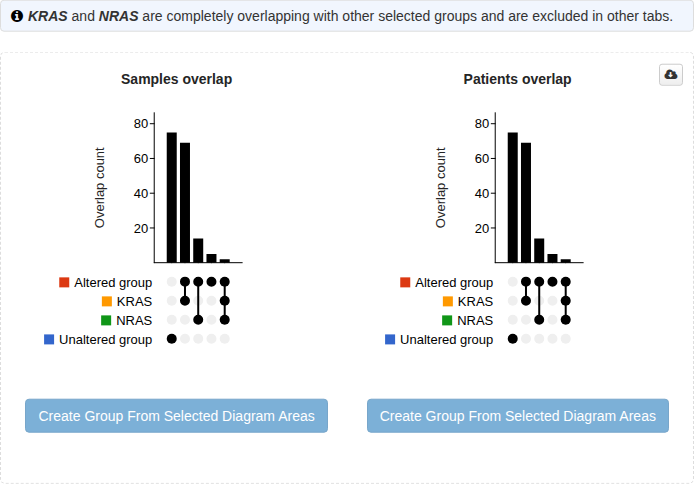 KRAS and NRAS are completely overlapping with other selected groups and are excluded in other tabs.
Samples overlap
80
60
40
20
Overlap count
Altered group
KRAS
NRAS
Unaltered group
Create Group From Selected Diagram Areas
Patients overlap
80
60
40
20
Overlap count
Altered group
KRAS
NRAS
Unaltered group
Create Group From Selected Diagram Areas